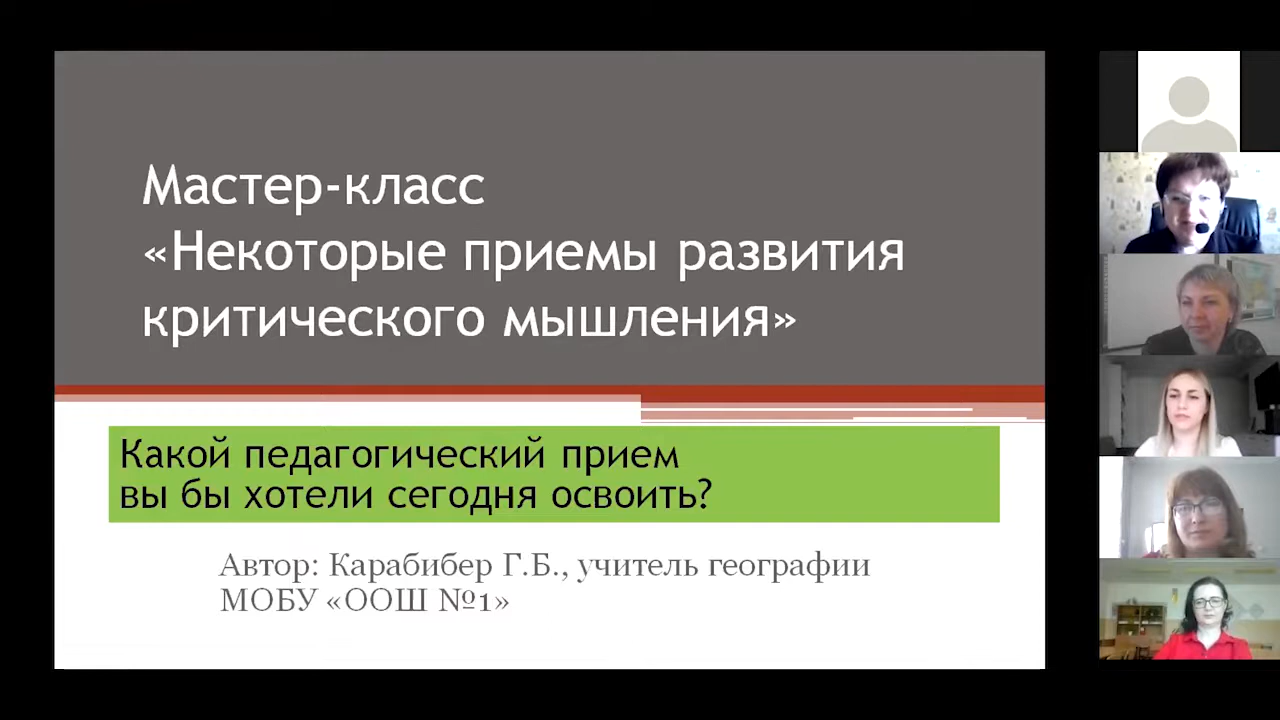 Мастер-класс
«Некоторые приемы развития
критического мышления»
Какой педагогический прием
вы бы хотели сегодня освоить?
Автор: Карабибер Г.Б., учитель географии
МОБУ «ООШ №1»